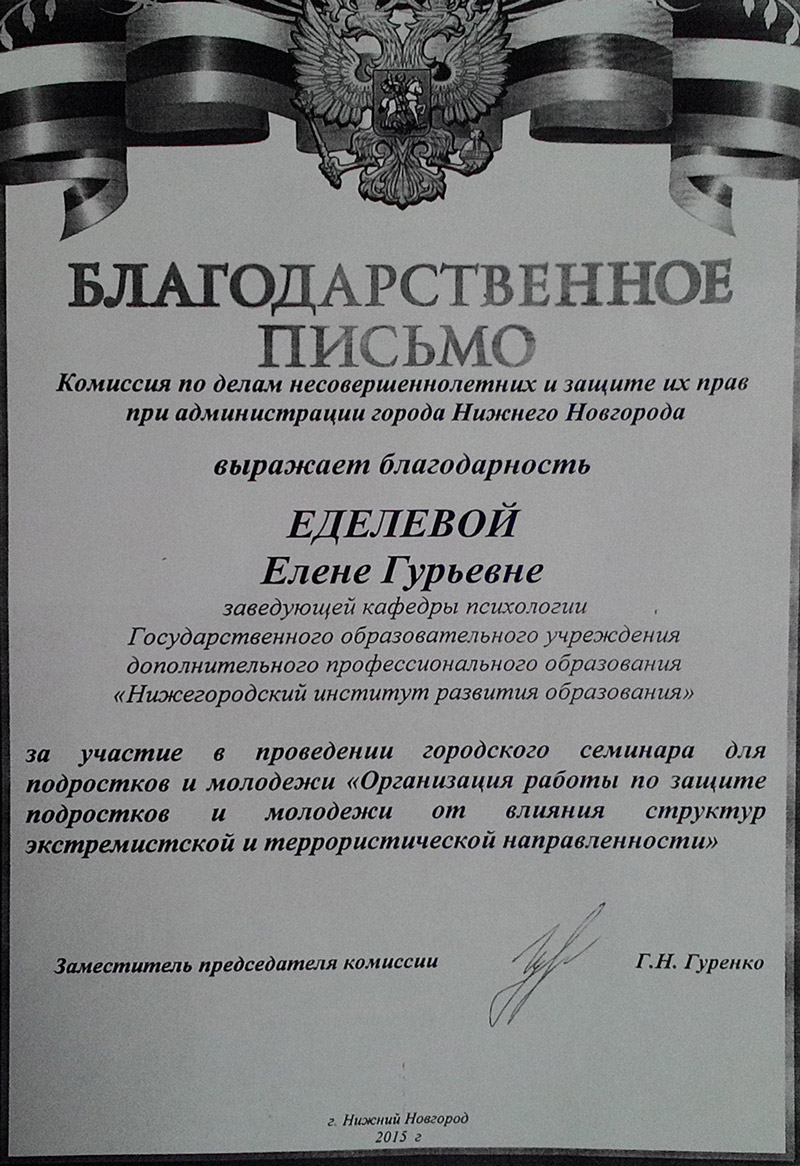 БЛАГОДАРСТВЕННОЕ
ПИСЬМО
Комиссия по делам несовершеннолетних и защите их прав
при администрации города Нижнего Новгорода
выражает благодарность
ЕДЕЛЕВОЙ
Елене Гурьевне
заведующей кафедры психологии
Государственного образовательного учреждения
дополнительного профессионального образования
«Нижегородский институт развития образования»
за участие в проведении городского семинара для
подростков и молодежи «Организация работы по защите
подростков и молодежи от влияния структур
экстремистской и террористической направленности»
Заместитель председателя комиссии Г.Н. Гуренко
г. Нижний Новгород
2015 г